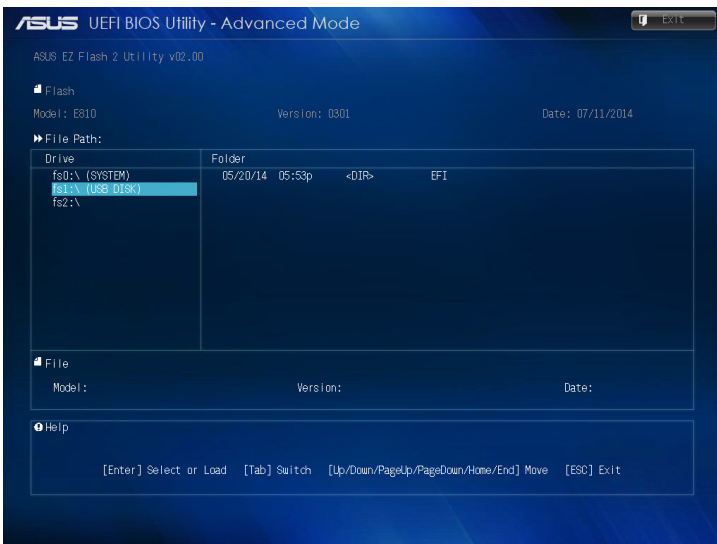 ASUS UEFI BIOS Utility - Advanced Mode Exit
ASUS EZ Flash 2 Utility v02.00
Flash
Model: E810 Version: 0301 Date: 07/11/2014
File Path:
Drive Folder
fs0:\ (SYSTEM) 05/20/14 05:53p <DIR> EFI
fs1:\ (USB DISK)
fs2:\
File
Model: Version: Date:
Help
[Enter] Select or Load [Tab] Switch [Up/Down/PageUp/PageDown/Home/End] Move [ESC] Exit